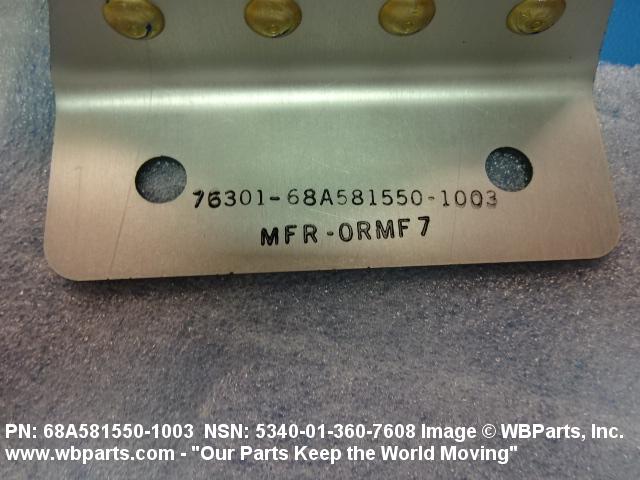 76301-68A581550-1003
MFR-0RMF7
PN: 68A581550-1003 NSN: 5340-01-360-7608 Image © WBParts, Inc.
www.wbparts.com - "Our Parts Keep the World Moving"